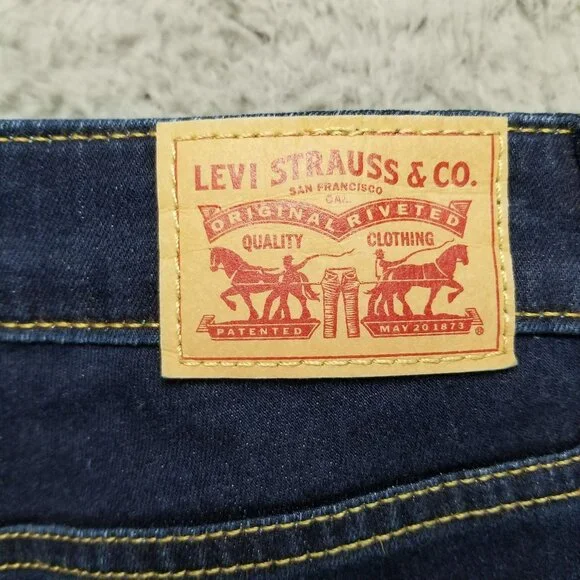 LEVI STRAUSS & CO.
SAN FRANCISCO
CAL.
ORIGINAL RIVETED
QUALITY CLOTHING
PATENTED MAY 20 1873 ®